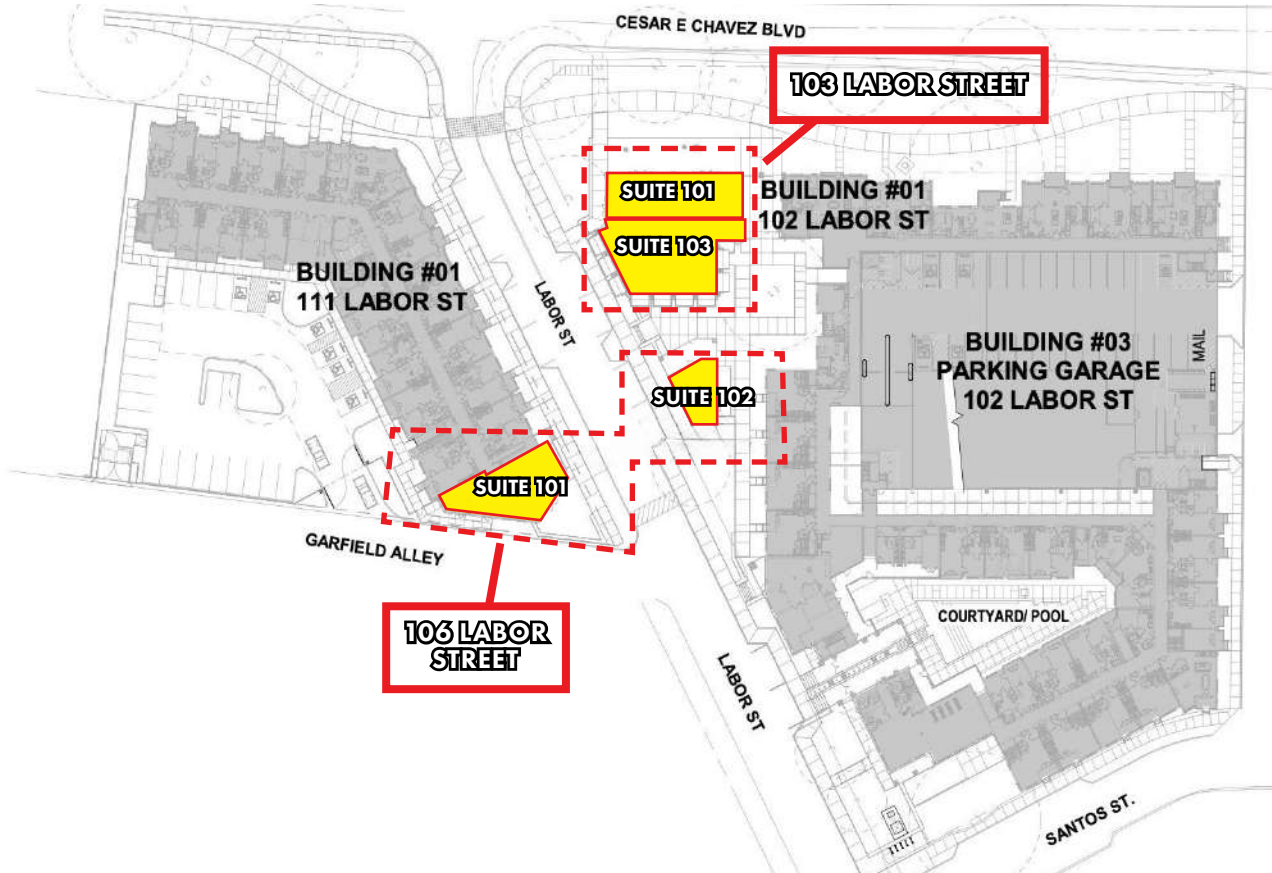 CESAR E CHAVEZ BLVD
103 LABOR STREET
SUITE 101
BUILDING #01
102 LABOR ST
SUITE 103
BUILDING #01
111 LABOR ST
LABOR ST
BUILDING #03
PARKING GARAGE
102 LABOR ST
MAIL
SUITE 102
SUITE 101
GARFIELD ALLEY
106 LABOR
STREET
COURTYARD/ POOL
LABOR ST
SANTOS ST.